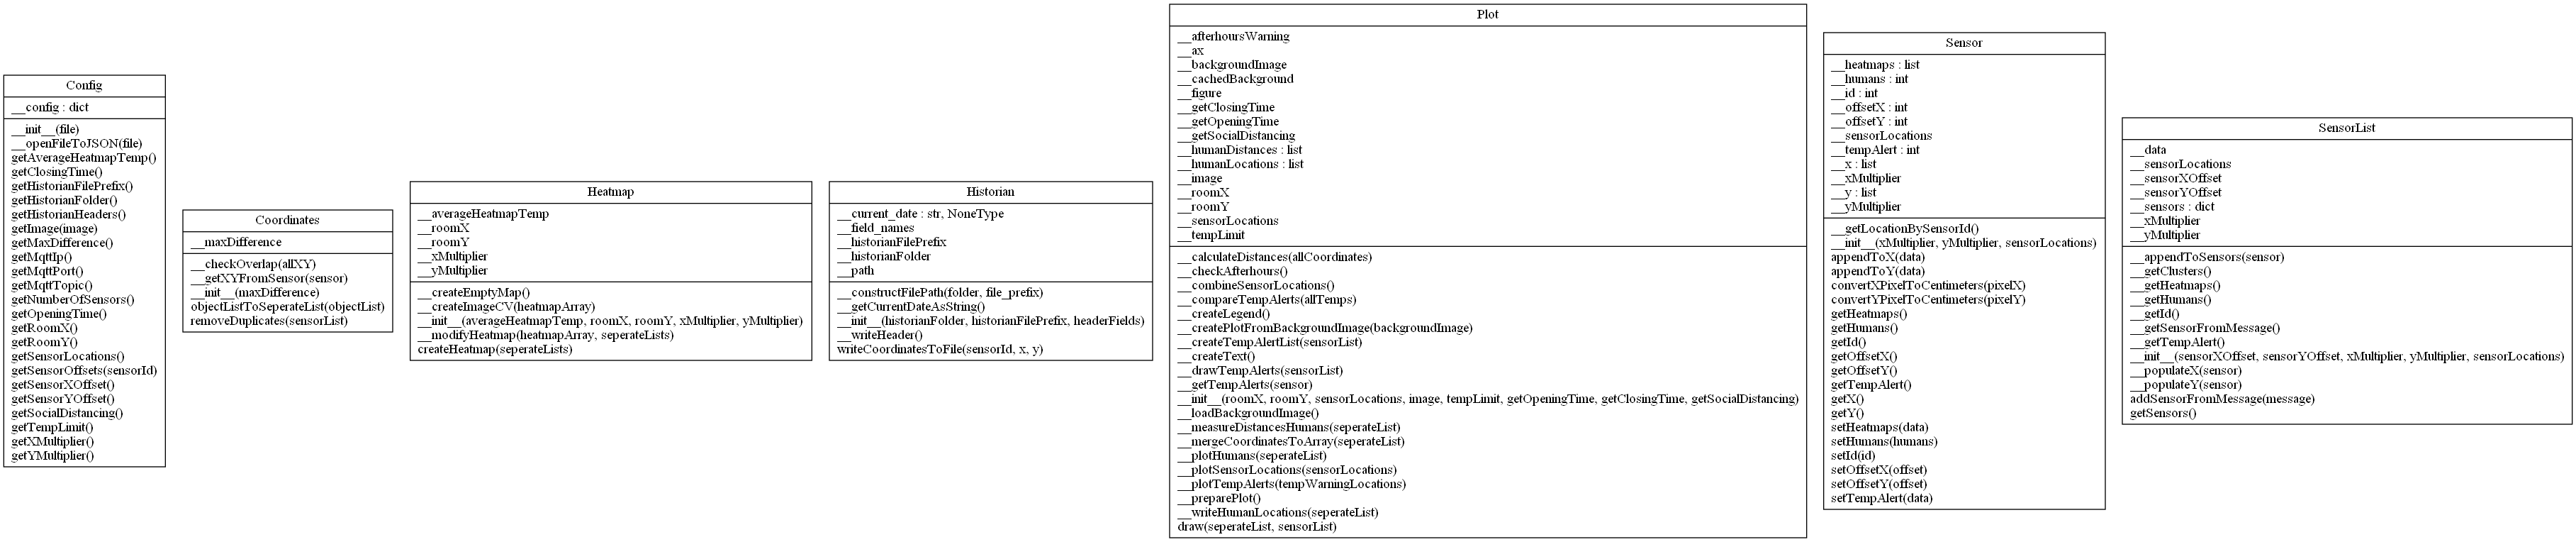 Config
__config : dict
__init__(file)
__openFileToJSON(file)
getAverageHeatmapTemp()
getClosingTime()
getHistorianFilePrefix()
getHistorianFolder()
getHistorianHeaders()
getImage(image)
getMaxDifference()
getMqttIp()
getMqttPort()
getMqttTopic()
getNumberOfSensors()
getOpeningTime()
getRoomX()
getRoomY()
getSensorLocations()
getSensorOffsets(sensorId)
getSensorXOffset()
getSensorYOffset()
getSocialDistancing()
getTempLimit()
getXMultiplier()
getYMultiplier()
Coordinates
__maxDifference
__checkOverlap(allXY)
__getXYFromSensor(sensor)
__init__(maxDifference)
objectListToSeperateList(objectList)
removeDuplicates(sensorList)
Heatmap
__averageHeatmapTemp
__roomX
__roomY
__xMultiplier
__yMultiplier
__createEmptyMap()
__createImageCV(heatmapArray)
__init__(averageHeatmapTemp, roomX, roomY, xMultiplier, yMultiplier)
__modifyHeatmap(heatmapArray, seperateLists)
createHeatmap(seperateLists)
Historian
__current_date : str, NoneType
__field_names
__historianFilePrefix
__historianFolder
__path
__constructFilePath(folder, file_prefix)
__getCurrentDateAsString()
__init__(historianFolder, historianFilePrefix, headerFields)
__writeHeader()
writeCoordinatesToFile(sensorId, x, y)
Plot
__afterhoursWarning
__ax
__backgroundImage
__cachedBackground
__figure
__getClosingTime
__getOpeningTime
__getSocialDistancing
__humanDistances : list
__humanLocations : list
__image
__roomX
__roomY
__sensorLocations
__tempLimit
__calculateDistances(allCoordinates)
__checkAfterhours()
__combineSensorLocations()
__compareTempAlerts(allTemps)
__createLegend()
__createPlotFromBackgroundImage(backgroundImage)
__createTempAlertList(sensorList)
__createText()
__drawTempAlerts(sensorList)
__getTempAlerts(sensor)
__init__(roomX, roomY, sensorLocations, image, tempLimit, getOpeningTime, getClosingTime, getSocialDistancing)
__loadBackgroundImage()
__measureDistancesHumans(seperateList)
__mergeCoordinatesToArray(seperateList)
__plotHumans(seperateList)
__plotSensorLocations(sensorLocations)
__plotTempAlerts(tempWarningLocations)
__preparePlot()
__writeHumanLocations(seperateList)
draw(seperateList, sensorList)
Sensor
__heatmaps : list
__humans : int
__id : int
__offsetX : int
__offsetY : int
__sensorLocations
__tempAlert : int
__x : list
__xMultiplier
__y : list
__yMultiplier
__getLocationBySensorId()
__init__(xMultiplier, yMultiplier, sensorLocations)
appendToX(data)
appendToY(data)
convertXPixelToCentimeters(pixelX)
convertYPixelToCentimeters(pixelY)
getHeatmaps()
getHumans()
getId()
getOffsetX()
getOffsetY()
getTempAlert()
getX()
getY()
setHeatmaps(data)
setHumans(humans)
setId(id)
setOffsetX(offset)
setOffsetY(offset)
setTempAlert(data)
SensorList
__data
__sensorLocations
__sensorXOffset
__sensorYOffset
__sensors : dict
__xMultiplier
__yMultiplier
__appendToSensors(sensor)
__getClusters()
__getHeatmaps()
__getHumans()
__getId()
__getSensorFromMessage()
__getTempAlert()
__init__(sensorXOffset, sensorYOffset, xMultiplier, yMultiplier, sensorLocations)
__populateX(sensor)
__populateY(sensor)
addSensorFromMessage(message)
getSensors()